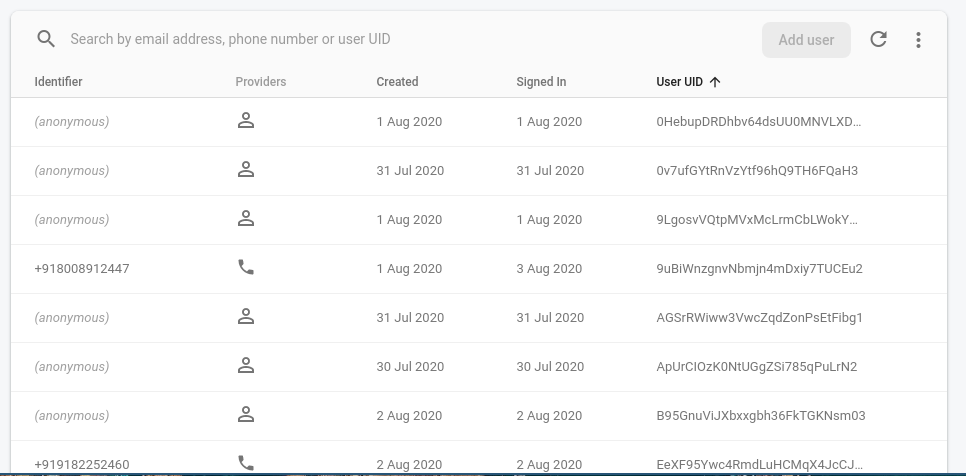 Search by email address, phone number or user UID Add user
Identifier Providers Created Signed In User UID
(anonymous) 1 Aug 2020 1 Aug 2020 0HebupDRDhbv64dsUU0MNVLXD...
(anonymous) 31 Jul 2020 31 Jul 2020 0v7ufGYtRnVzYtf96hQ9TH6FQaH3
(anonymous) 1 Aug 2020 1 Aug 2020 9LgosvVQtpMVxMcLrmCbLWokY...
+918008912447 1 Aug 2020 3 Aug 2020 9uBiWnzgnvNbmjn4mDxiy7TUCEu2
(anonymous) 31 Jul 2020 31 Jul 2020 AGSrRWiww3VwcZqdZonPsEtFibg1
(anonymous) 30 Jul 2020 30 Jul 2020 ApUrCIOzK0NtUGgZSi785qPuLrN2
(anonymous) 2 Aug 2020 2 Aug 2020 B95GnuViJXbxxgbh36FkTGKNsm03
+919182252460 2 Aug 2020 2 Aug 2020 EeXF95Ywc4RmdLuHCMqX4JcCJ...